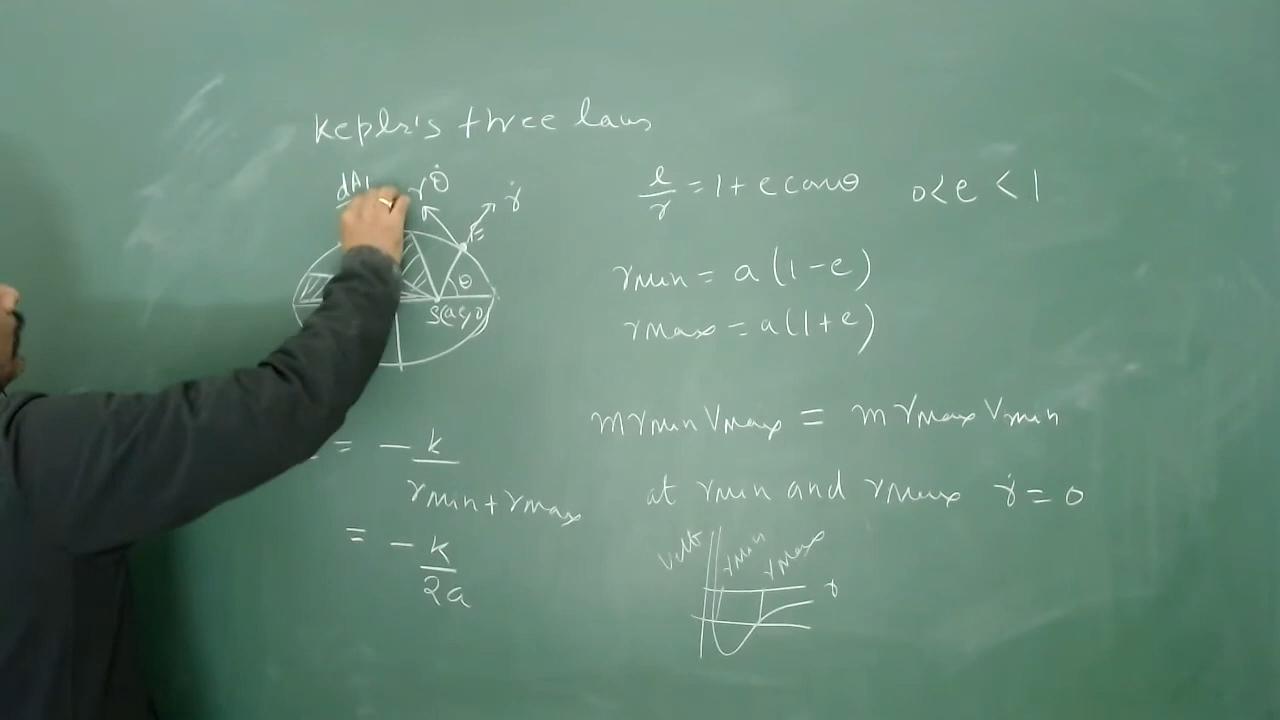 Kepler's three laws
dA
rθ̇
ṙ
E
θ
S(ae,0)
l/r = 1 + e cosθ 0 < e < 1
rmin = a(1-e)
rmax = a(1+e)
m rmin Vmax = m rmax Vmin
= - k/(rmin + rmax)
at rmin and rmax ṙ = 0
= - k/2a
Veff rmin rmax
r